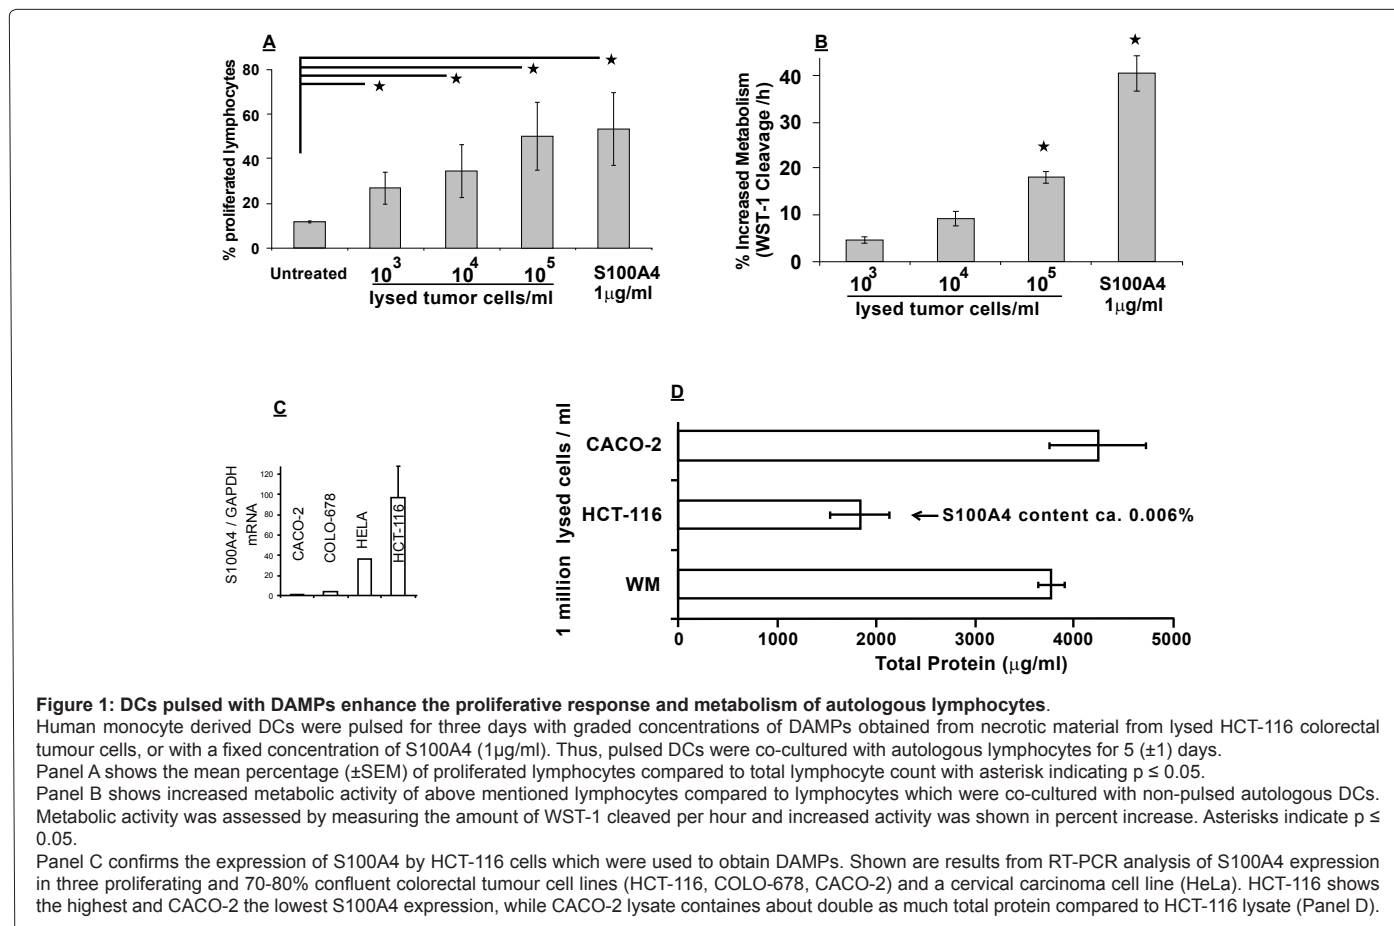 A
% proliferated lymphocytes
80
60
40
20
0
Untreated
10^3
10^4
10^5
lysed tumor cells/ml
S100A4
1µg/ml
B
% Increased Metabolism
(WST-1 Cleavage /h)
40
30
20
10
0
10^3
10^4
10^5
lysed tumor cells/ml
S100A4
1µg/ml
C
S100A4 / GAPDH
mRNA
120
100
80
60
40
20
0
CACO-2
COLO-678
HELA
HCT-116
D
1 million lysed cells / ml
CACO-2
HCT-116
WM
S100A4 content ca. 0.006%
0
1000
2000
3000
4000
5000
Total Protein (µg/ml)
Figure 1: DCs pulsed with DAMPs enhance the proliferative response and metabolism of autologous lymphocytes.
Human monocyte derived DCs were pulsed for three days with graded concentrations of DAMPs obtained from necrotic material from lysed HCT-116 colorectal
tumour cells, or with a fixed concentration of S100A4 (1µg/ml). Thus, pulsed DCs were co-cultured with autologous lymphocytes for 5 (±1) days.
Panel A shows the mean percentage (±SEM) of proliferated lymphocytes compared to total lymphocyte count with asterisk indicating p ≤ 0.05.
Panel B shows increased metabolic activity of above mentioned lymphocytes compared to lymphocytes which were co-cultured with non-pulsed autologous DCs.
Metabolic activity was assessed by measuring the amount of WST-1 cleaved per hour and increased activity was shown in percent increase. Asterisks indicate p ≤
0.05.
Panel C confirms the expression of S100A4 by HCT-116 cells which were used to obtain DAMPs. Shown are results from RT-PCR analysis of S100A4 expression
in three proliferating and 70-80% confluent colorectal tumour cell lines (HCT-116, COLO-678, CACO-2) and a cervical carcinoma cell line (HeLa). HCT-116 shows
the highest and CACO-2 the lowest S100A4 expression, while CACO-2 lysate containes about double as much total protein compared to HCT-116 lysate (Panel D).